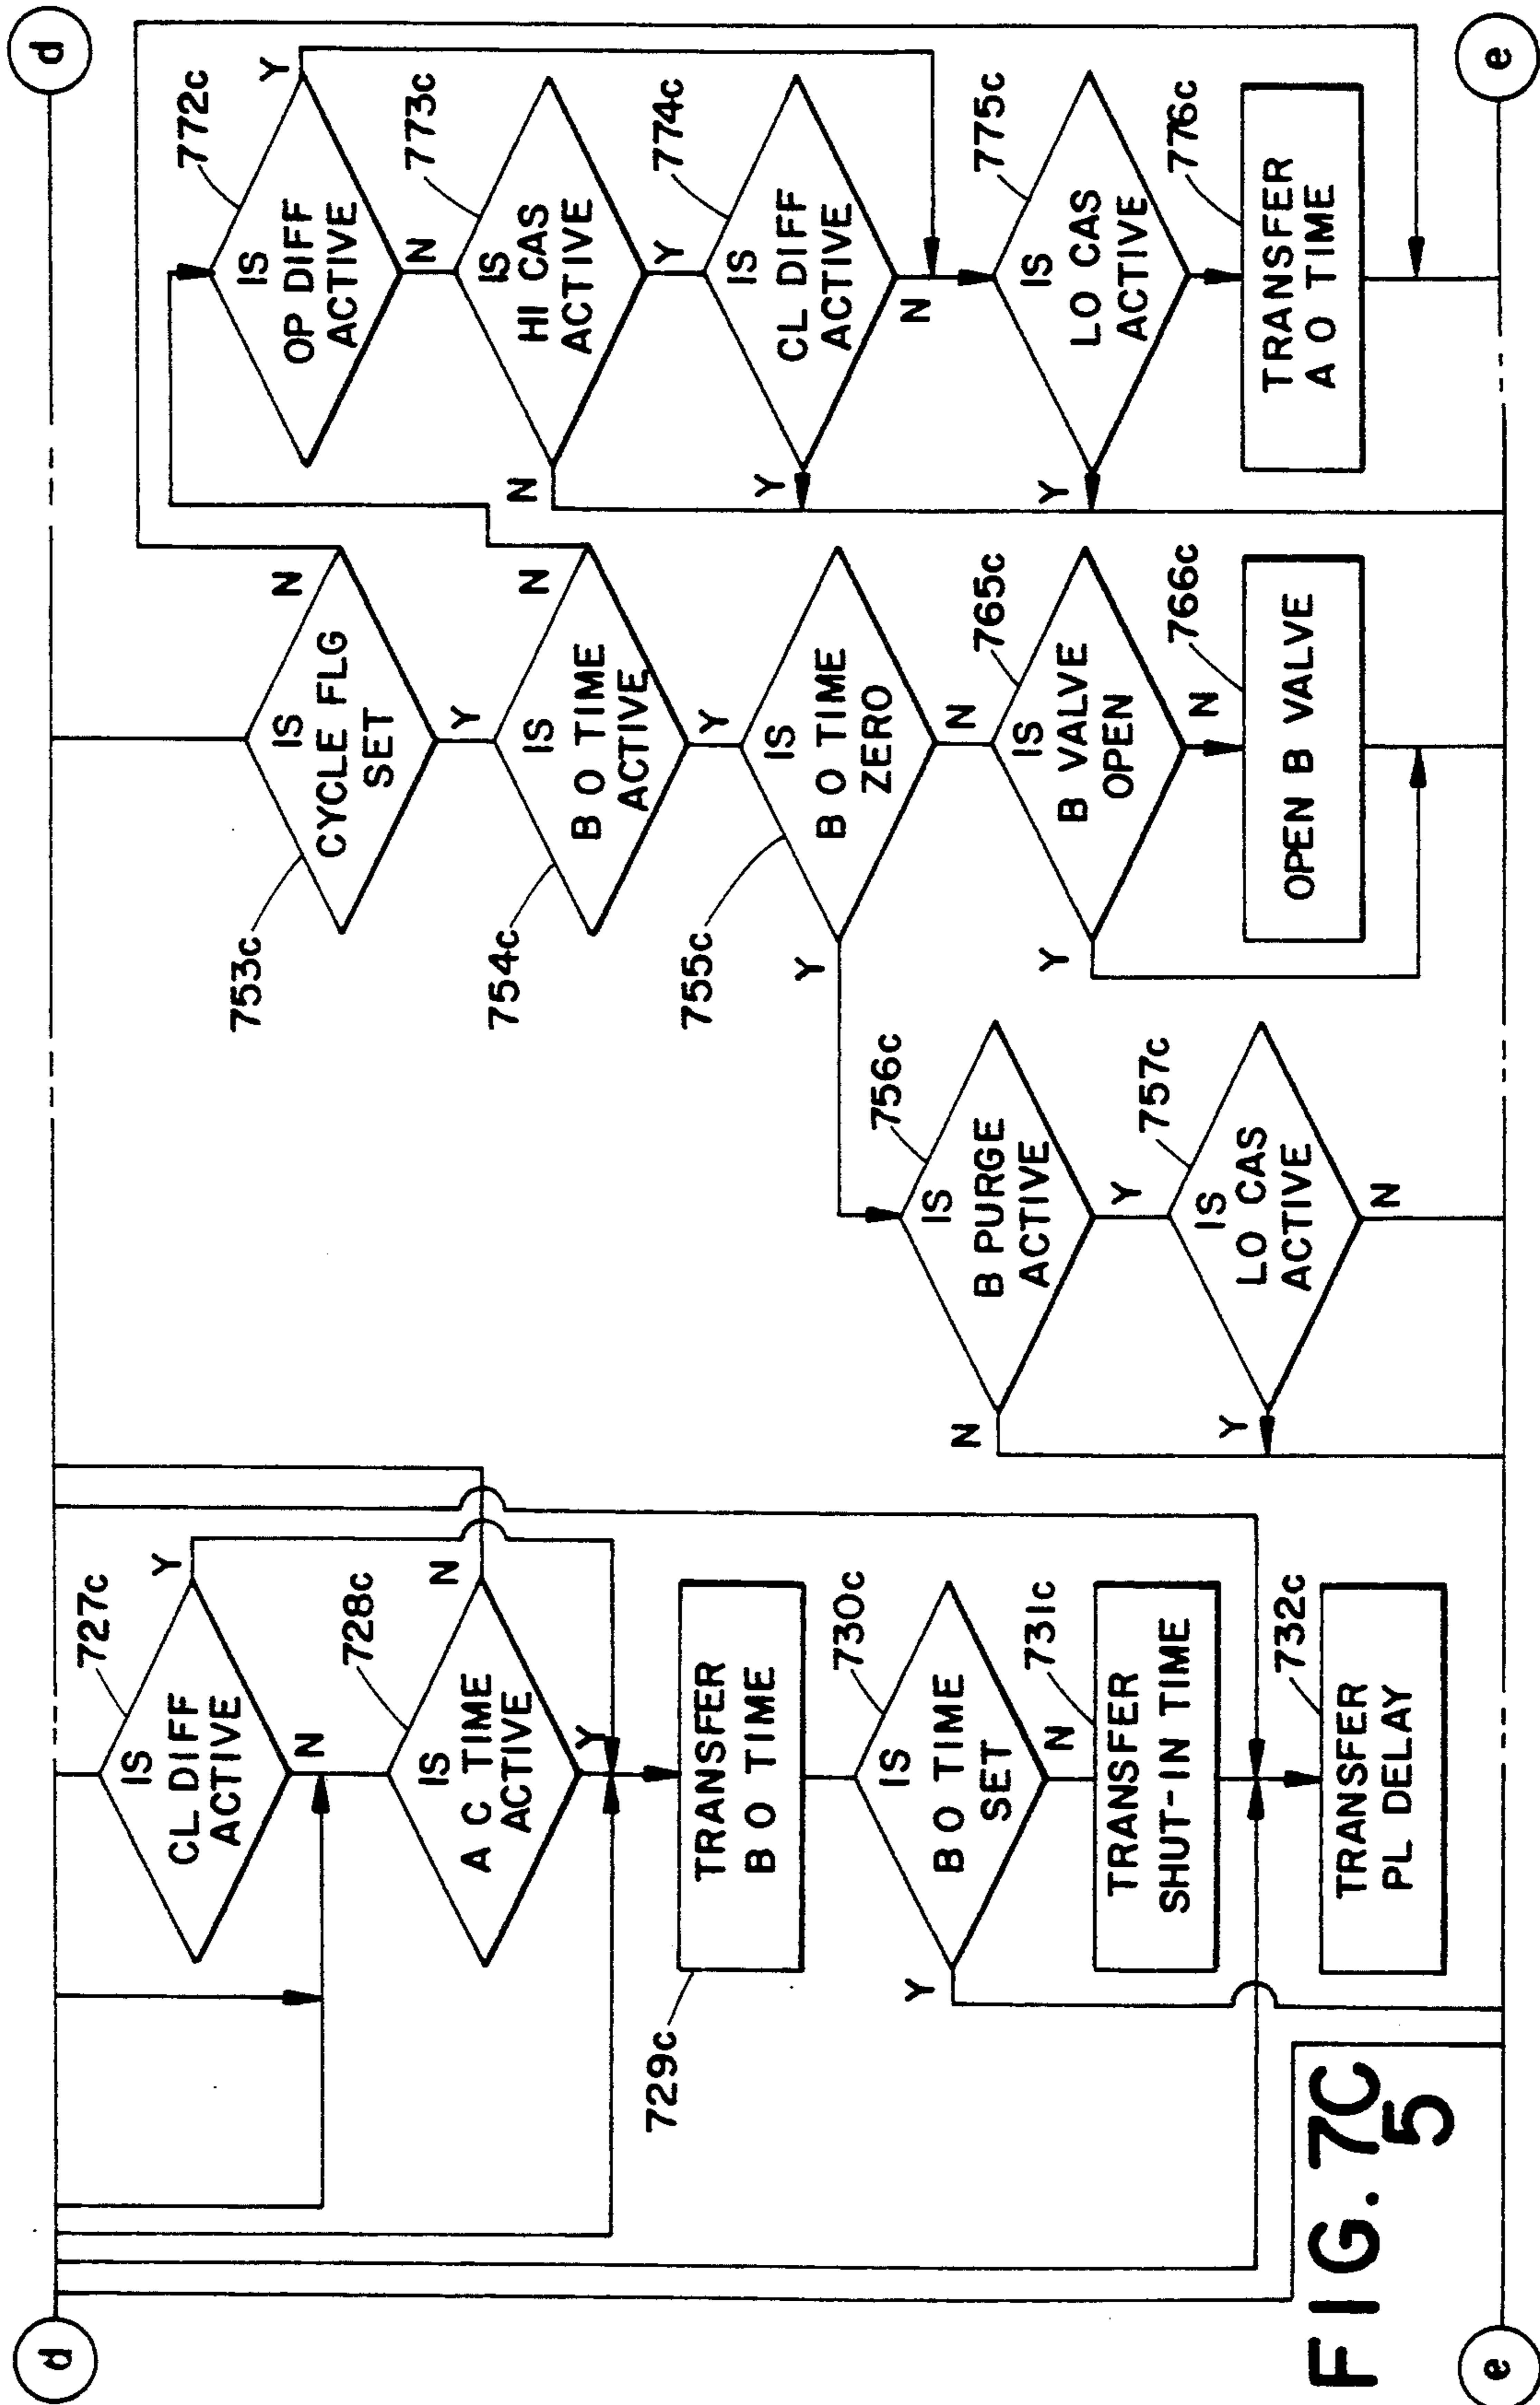 d
d
IS
CL DIFF
ACTIVE
727c
Y
N
IS
A C TIME
ACTIVE
728c
N
Y
TRANSFER
B O TIME
729c
IS
B O TIME
SET
730c
Y
N
TRANSFER
SHUT-IN TIME
731c
TRANSFER
PL DELAY
732c
IS
CYCLE FLG
SET
753c
N
Y
IS
B O TIME
ACTIVE
754c
N
Y
IS
B O TIME
ZERO
755c
Y
N
IS
B PURGE
ACTIVE
756c
N
Y
IS
LO CAS
ACTIVE
757c
Y
N
IS
B VALVE
OPEN
765c
Y
N
OPEN B VALVE
766c
IS
OP DIFF
ACTIVE
772c
Y
N
IS
HI CAS
ACTIVE
773c
N
Y
IS
CL DIFF
ACTIVE
774c
Y
N
IS
LO CAS
ACTIVE
775c
Y
TRANSFER
A O TIME
776c
FIG. 7C
5
e
e